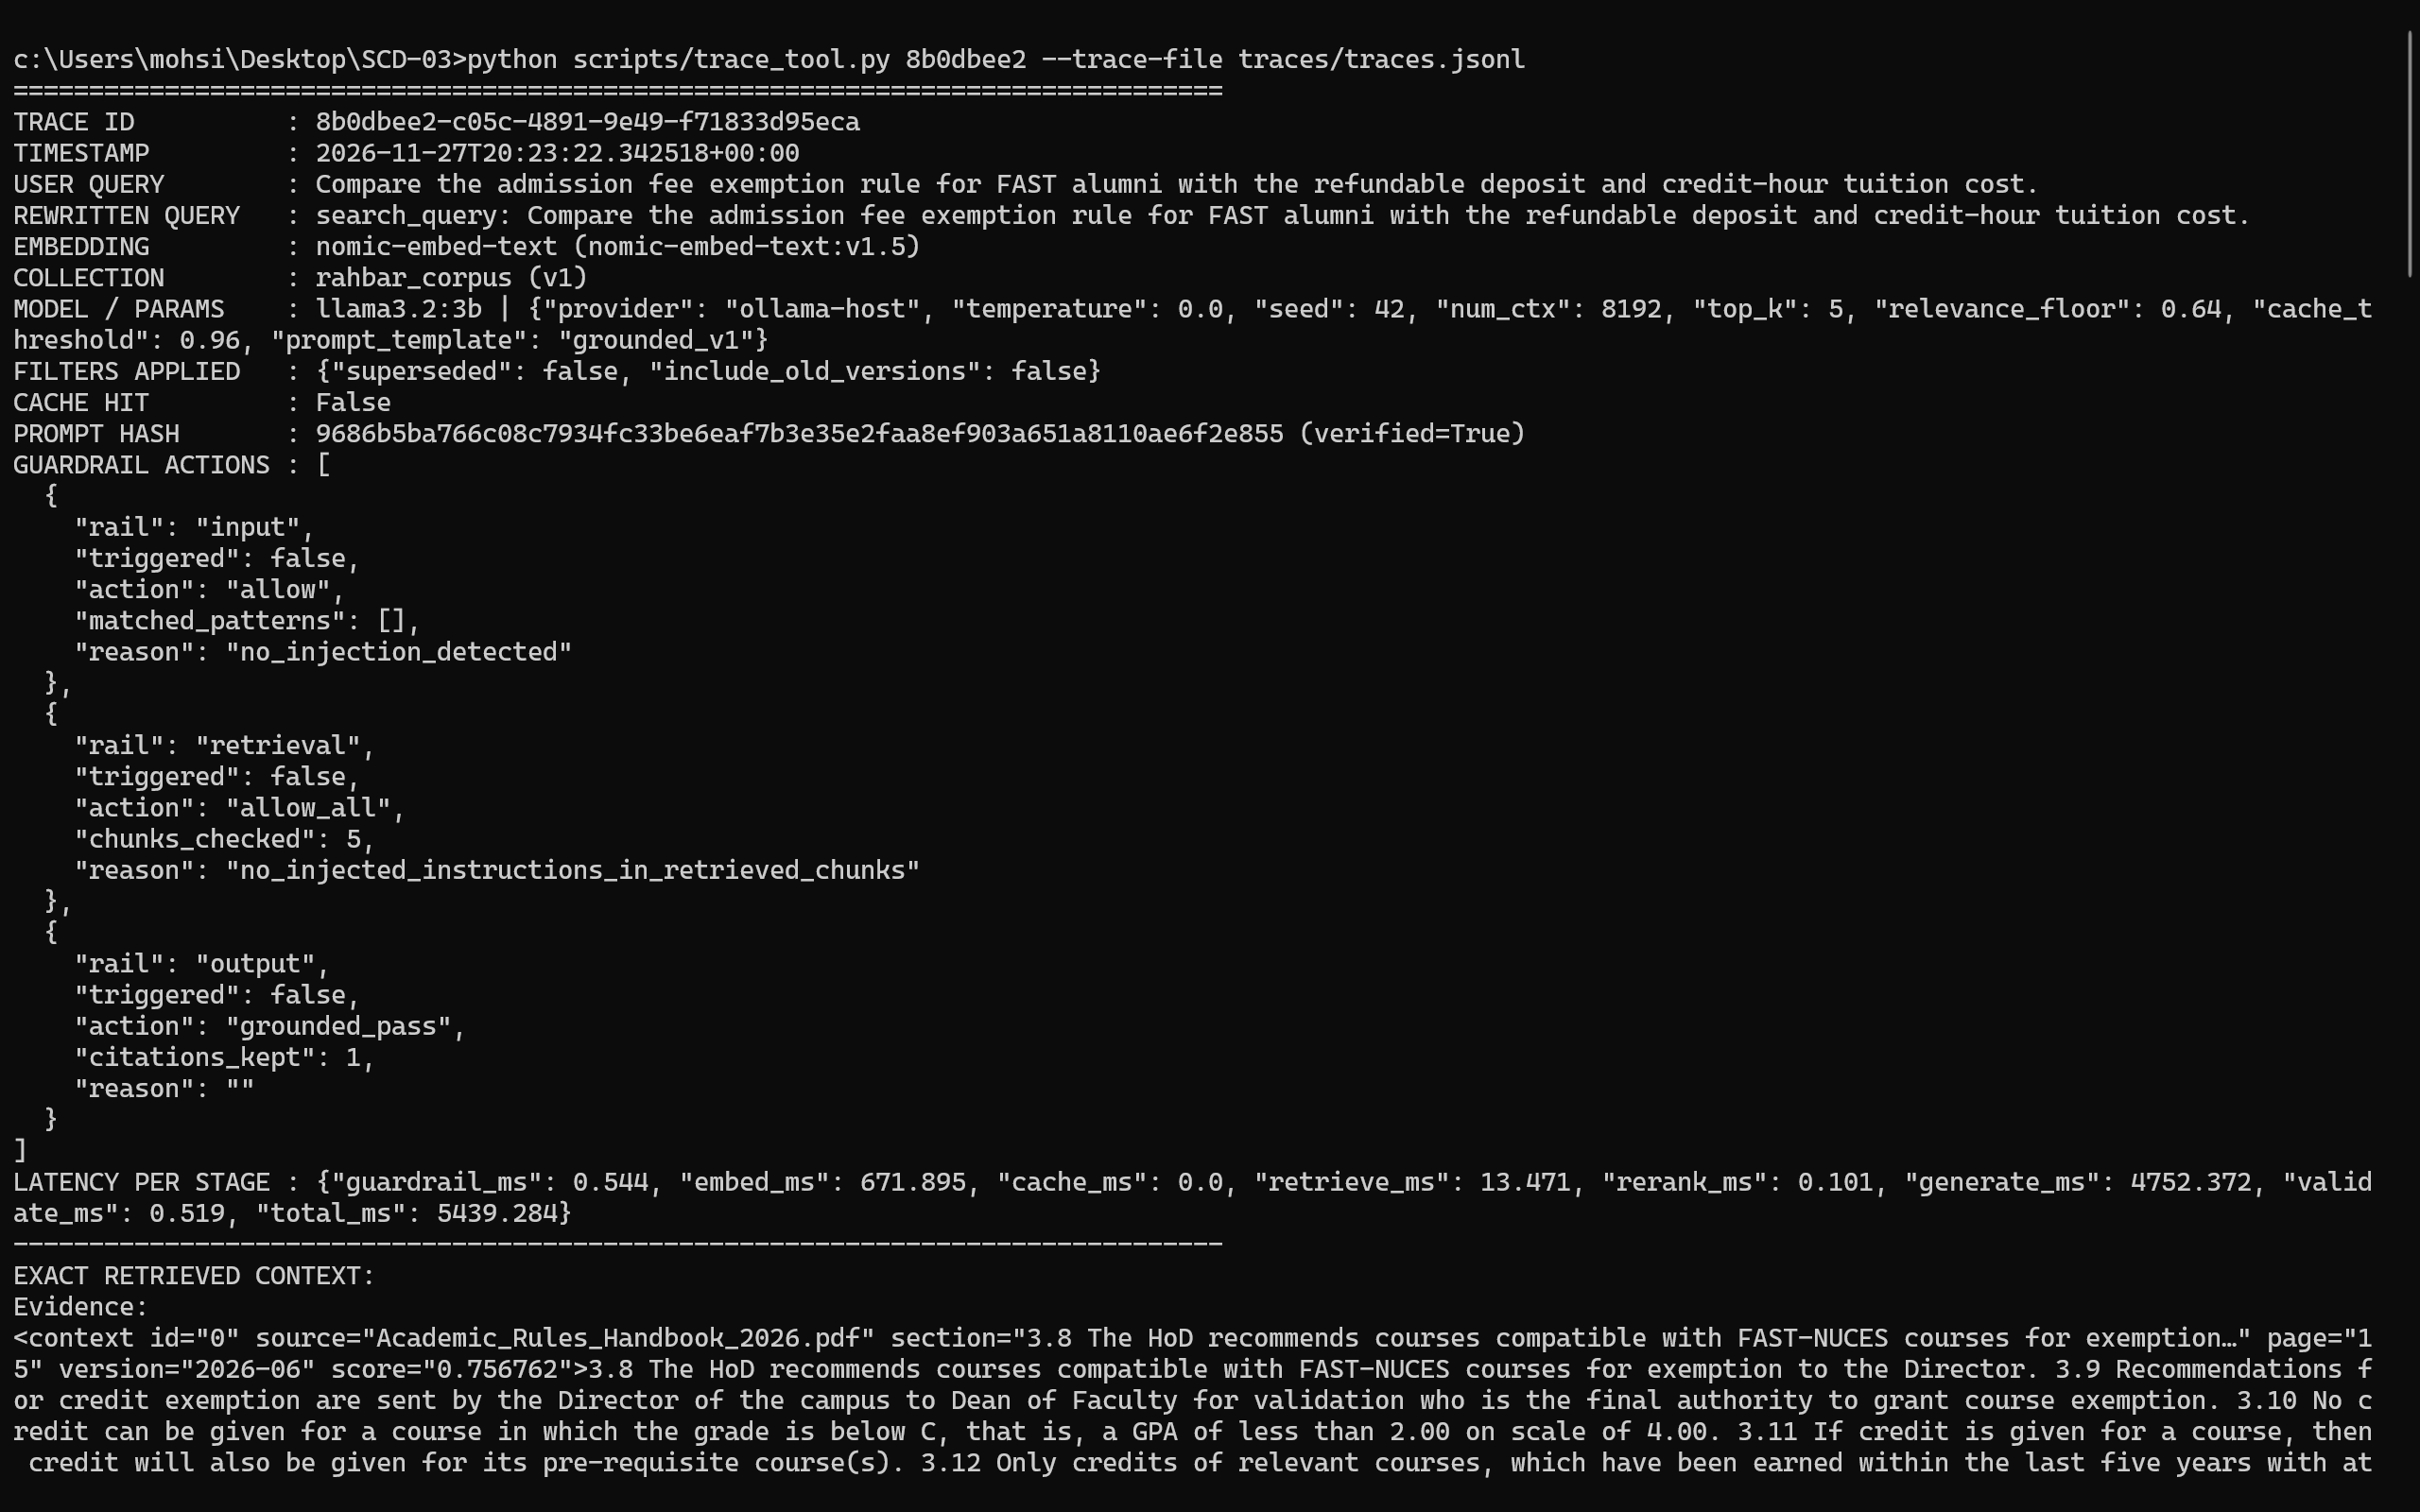 c:\Users\mohsi\Desktop\SCD-03>python scripts/trace_tool.py 8b0dbee2 --trace-file traces/traces.jsonl
================================================================================
TRACE ID          : 8b0dbee2-c05c-4891-9e49-f71833d95eca
TIMESTAMP         : 2026-11-27T20:23:22.342518+00:00
USER QUERY        : Compare the admission fee exemption rule for FAST alumni with the refundable deposit and credit-hour tuition cost.
REWRITTEN QUERY   : search_query: Compare the admission fee exemption rule for FAST alumni with the refundable deposit and credit-hour tuition cost.
EMBEDDING         : nomic-embed-text (nomic-embed-text:v1.5)
COLLECTION        : rahbar_corpus (v1)
MODEL / PARAMS    : llama3.2:3b | {"provider": "ollama-host", "temperature": 0.0, "seed": 42, "num_ctx": 8192, "top_k": 5, "relevance_floor": 0.64, "cache_t
hreshold": 0.96, "prompt_template": "grounded_v1"}
FILTERS APPLIED   : {"superseded": false, "include_old_versions": false}
CACHE HIT         : False
PROMPT HASH       : 9686b5ba766c08c7934fc33be6eaf7b3e35e2faa8ef903a651a8110ae6f2e855 (verified=True)
GUARDRAIL ACTIONS : [
  {
    "rail": "input",
    "triggered": false,
    "action": "allow",
    "matched_patterns": [],
    "reason": "no_injection_detected"
  },
  {
    "rail": "retrieval",
    "triggered": false,
    "action": "allow_all",
    "chunks_checked": 5,
    "reason": "no_injected_instructions_in_retrieved_chunks"
  },
  {
    "rail": "output",
    "triggered": false,
    "action": "grounded_pass",
    "citations_kept": 1,
    "reason": ""
  }
]
LATENCY PER STAGE : {"guardrail_ms": 0.544, "embed_ms": 671.895, "cache_ms": 0.0, "retrieve_ms": 13.471, "rerank_ms": 0.101, "generate_ms": 4752.372, "valid
ate_ms": 0.519, "total_ms": 5439.284}
--------------------------------------------------------------------------------
EXACT RETRIEVED CONTEXT:
Evidence:
<context id="0" source="Academic_Rules_Handbook_2026.pdf" section="3.8 The HoD recommends courses compatible with FAST-NUCES courses for exemption…" page="1
5" version="2026-06" score="0.756762">3.8 The HoD recommends courses compatible with FAST-NUCES courses for exemption to the Director. 3.9 Recommendations f
or credit exemption are sent by the Director of the campus to Dean of Faculty for validation who is the final authority to grant course exemption. 3.10 No c
redit can be given for a course in which the grade is below C, that is, a GPA of less than 2.00 on scale of 4.00. 3.11 If credit is given for a course, then
 credit will also be given for its pre-requisite course(s). 3.12 Only credits of relevant courses, which have been earned within the last five years with at